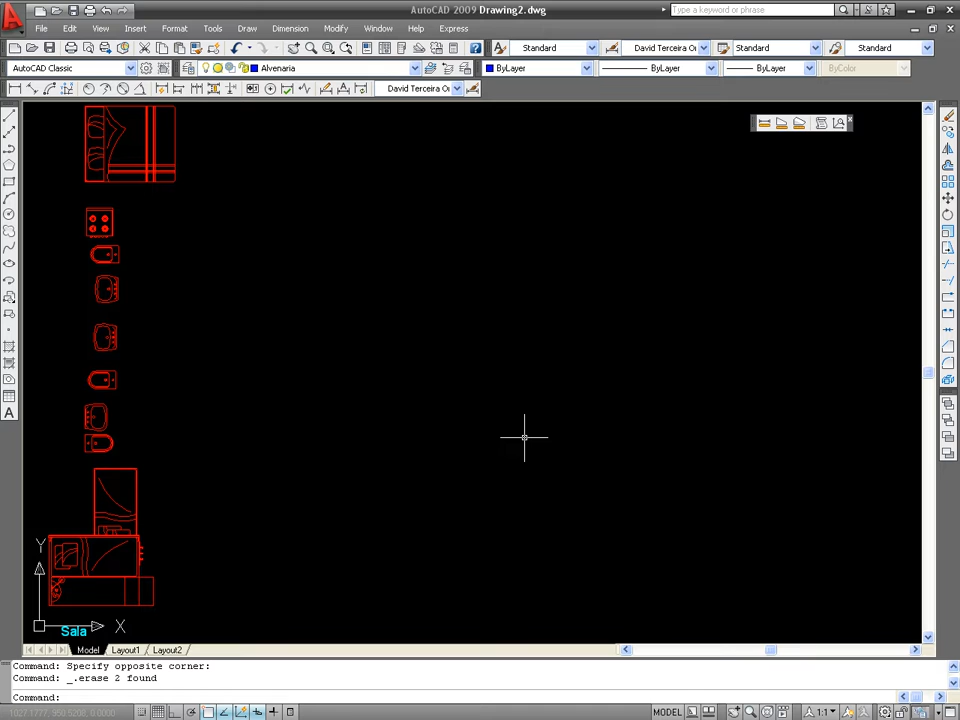 AutoCAD 2009 Drawing2.dwg
Type a keyword or phrase
File Edit View Insert Format Tools Draw Dimension Modify Window Help Express
Standard David Terceira O Standard Standard
AutoCAD Classic Alvenaria ByLayer ByLayer ByLayer ByColor
David Terceira O
Y
X
Sala
Model Layout1 Layout2
Command: Specify opposite corner:
Command: _.erase 2 found
Command:
MODEL 1:1